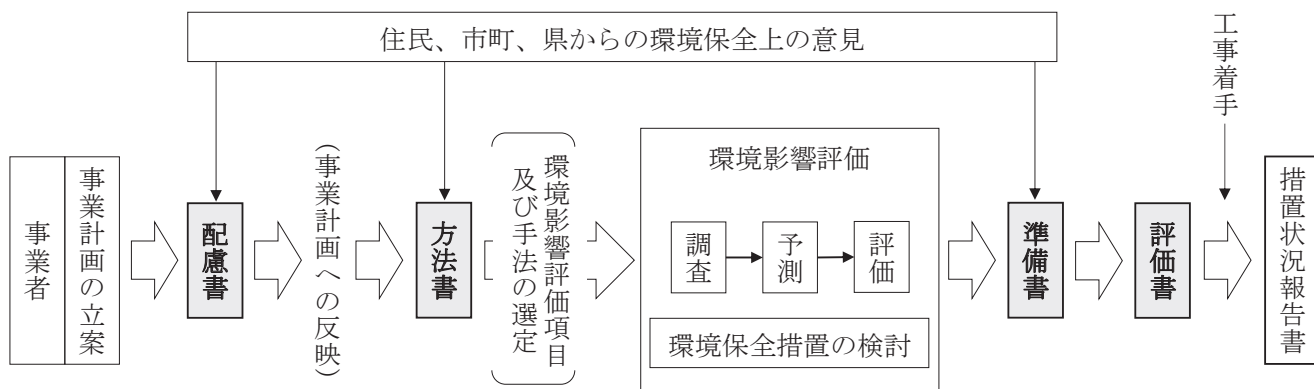 住民、市町、県からの環境保全上の意見
工事着手
事業者
事業計画の立案
配慮書
(事業計画への反映)
方法書
環境影響評価項目
及び手法の選定
環境影響評価
調査
予測
評価
環境保全措置の検討
準備書
評価書
措置状況報告書